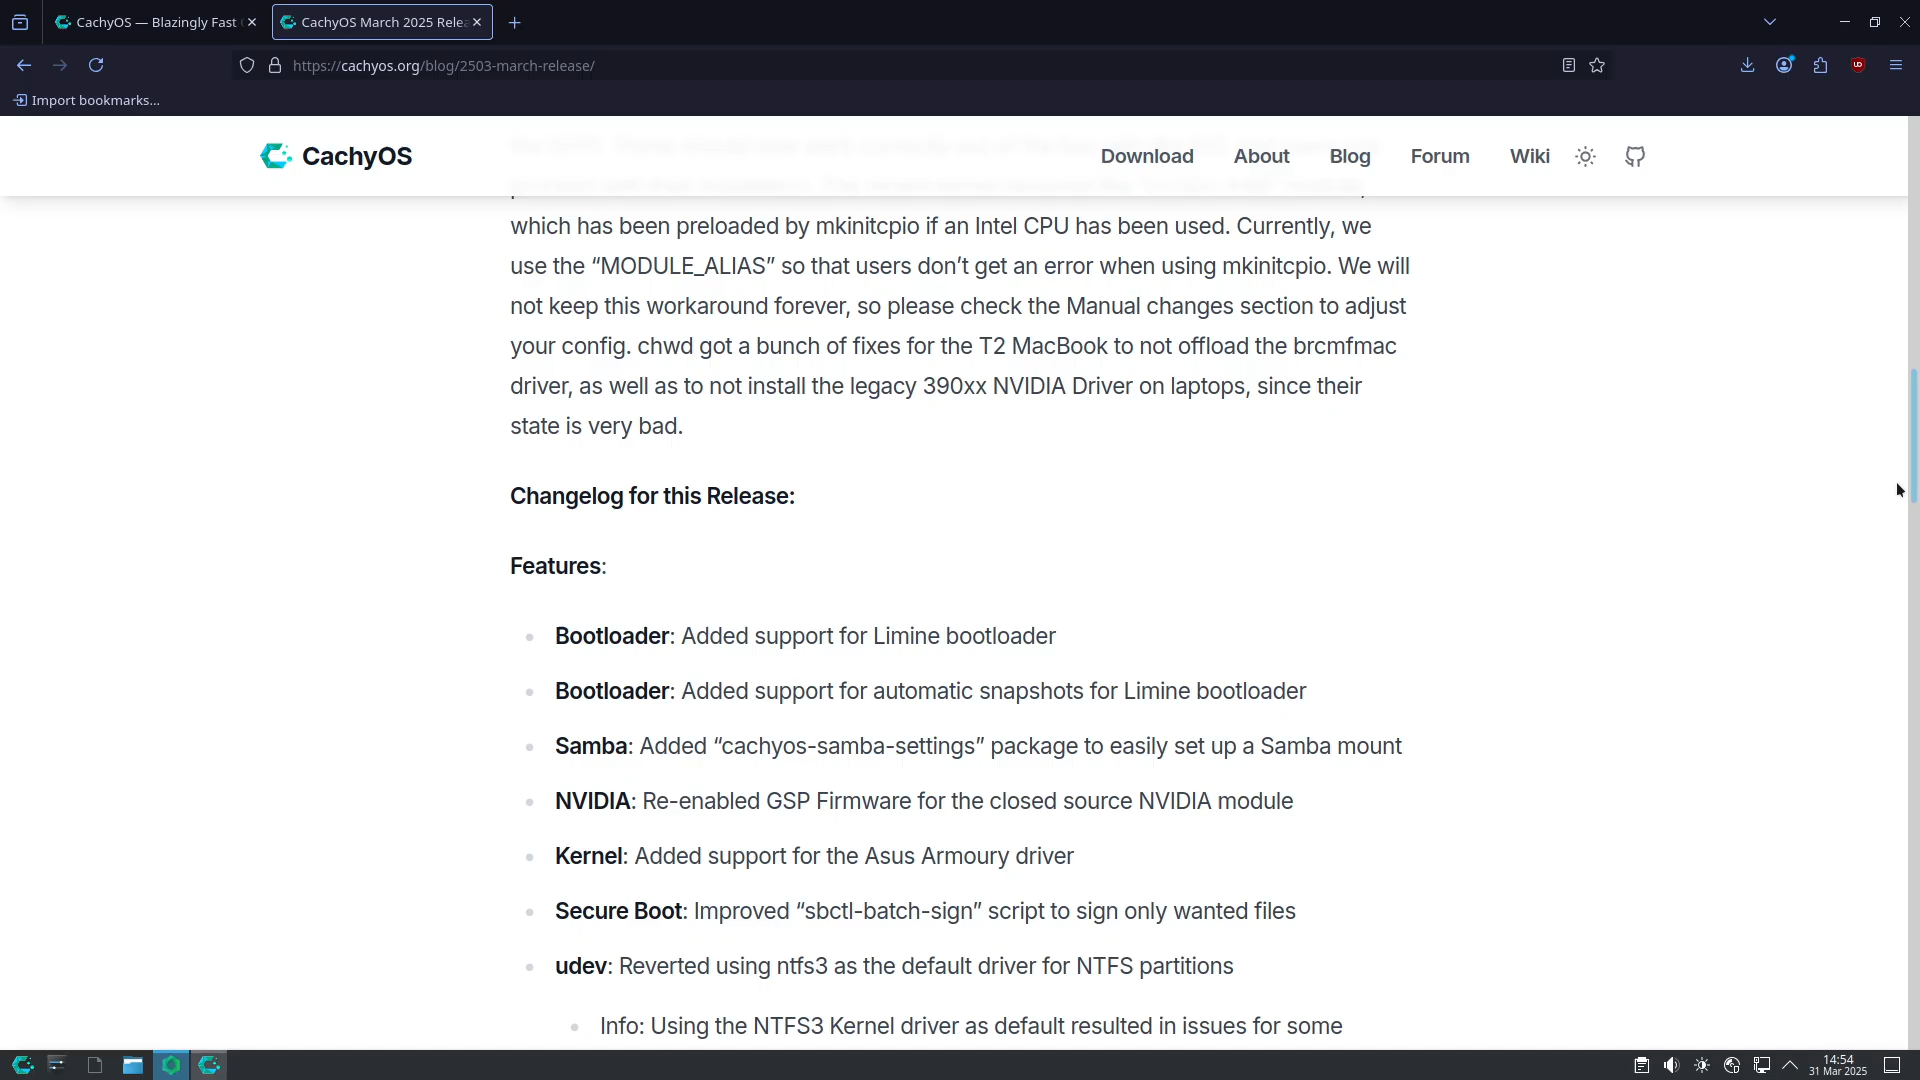 CachyOS — Blazingly Fast
CachyOS March 2025 Relea
https://cachyos.org/blog/2503-march-release/
Import bookmarks...
CachyOS
Download
About
Blog
Forum
Wiki
which has been preloaded by mkinitcpio if an Intel CPU has been used. Currently, we
use the “MODULE_ALIAS” so that users don’t get an error when using mkinitcpio. We will
not keep this workaround forever, so please check the Manual changes section to adjust
your config. chwd got a bunch of fixes for the T2 MacBook to not offload the brcmfmac
driver, as well as to not install the legacy 390xx NVIDIA Driver on laptops, since their
state is very bad.
Changelog for this Release:
Features:
Bootloader: Added support for Limine bootloader
Bootloader: Added support for automatic snapshots for Limine bootloader
Samba: Added “cachyos-samba-settings” package to easily set up a Samba mount
NVIDIA: Re-enabled GSP Firmware for the closed source NVIDIA module
Kernel: Added support for the Asus Armoury driver
Secure Boot: Improved “sbctl-batch-sign” script to sign only wanted files
udev: Reverted using ntfs3 as the default driver for NTFS partitions
Info: Using the NTFS3 Kernel driver as default resulted in issues for some
14:54
31 Mar 2025